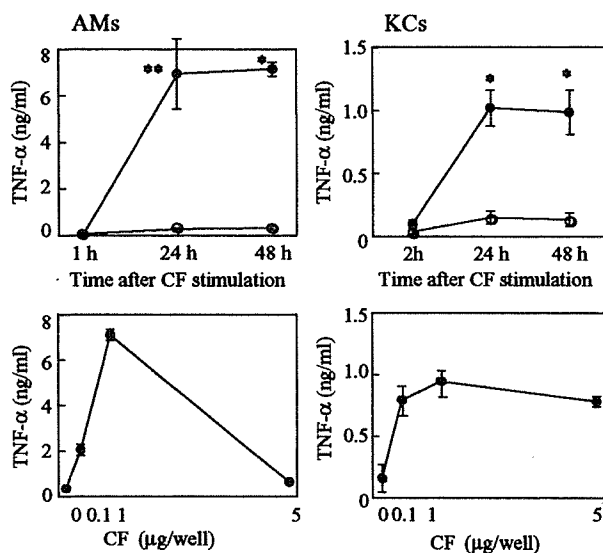 AMs
KCs
TNF-α (ng/ml)
8
6
4
2
0
** *
1 h 24 h 48 h
Time after CF stimulation
TNF-α (ng/ml)
1.5
1.0
0.5
0
* *
2h 24 h 48 h
Time after CF stimulation
TNF-α (ng/ml)
8
6
4
2
0
0 0.1 1 5
CF (μg/well)
TNF-α (ng/ml)
1.5
1.0
0.5
0
0 0.1 1 5
CF (μg/well)